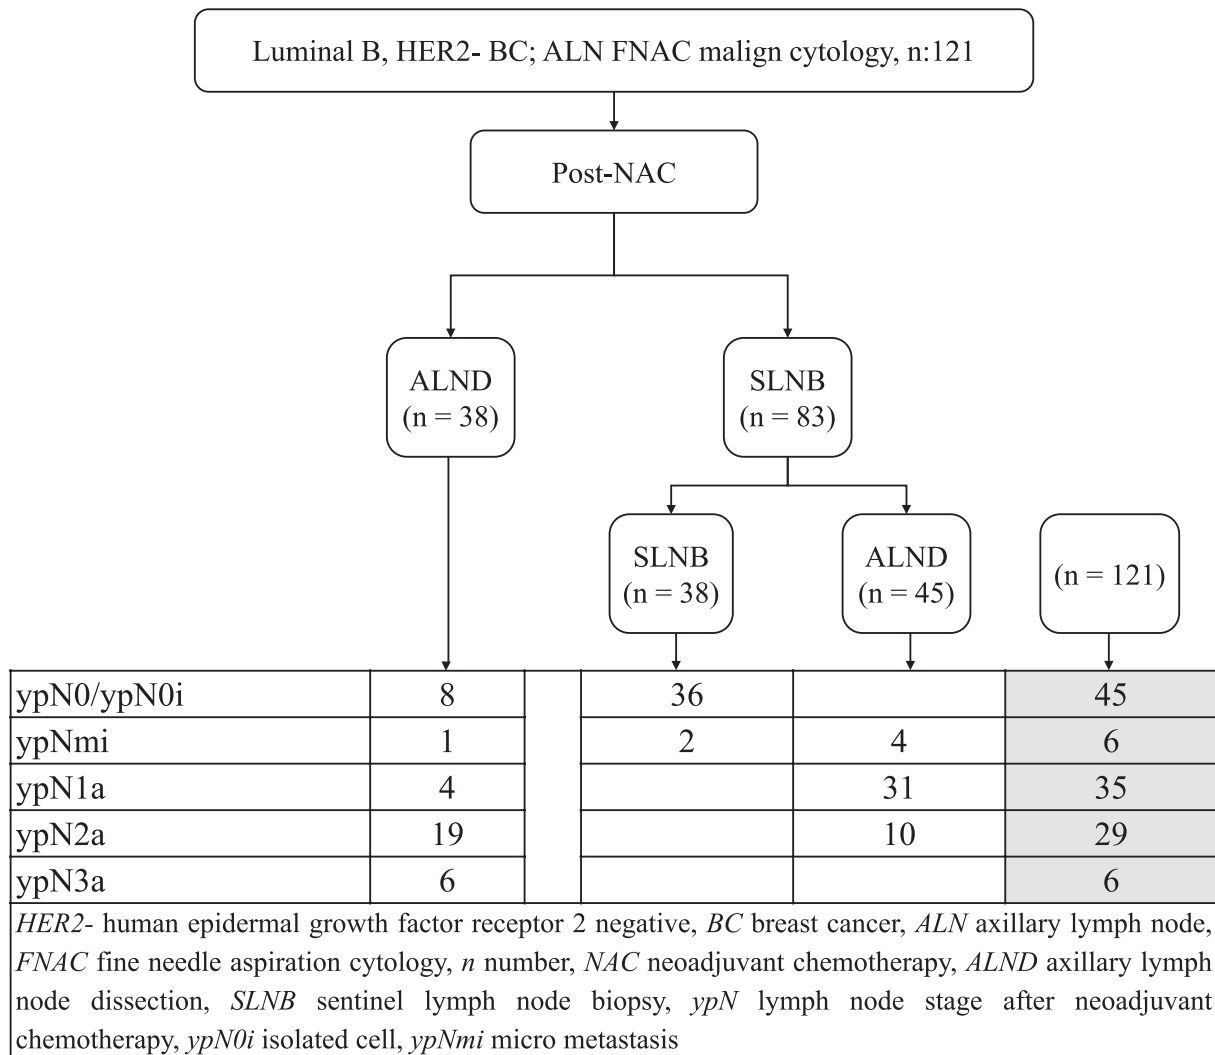 Luminal B, HER2- BC; ALN FNAC malign cytology, n:121
Post-NAC
ALND
(n = 38)
SLNB
(n = 83)
SLNB
(n = 38)
ALND
(n = 45)
(n = 121)
ypN0/ypN0i 8 36 45
ypNmi 1 2 4 6
ypN1a 4 31 35
ypN2a 19 10 29
ypN3a 6 6
HER2- human epidermal growth factor receptor 2 negative, BC breast cancer, ALN axillary lymph node,
FNAC fine needle aspiration cytology, n number, NAC neoadjuvant chemotherapy, ALND axillary lymph
node dissection, SLNB sentinel lymph node biopsy, ypN lymph node stage after neoadjuvant
chemotherapy, ypN0i isolated cell, ypNmi micro metastasis